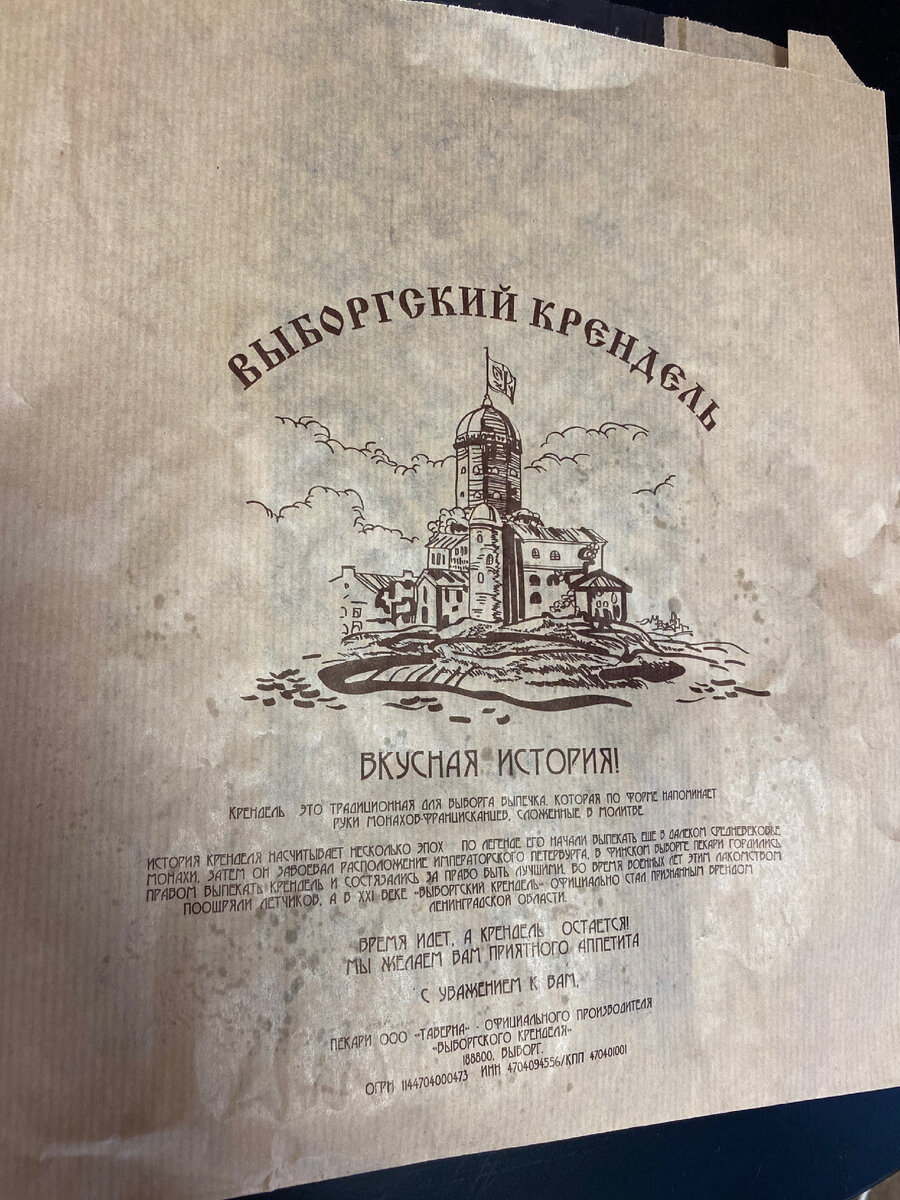 ВЫБОРГСКИЙ КРЕНДЕЛЬ
ВКУСНАЯ ИСТОРИЯ!
КРЕНДЕЛЬ ЭТО ТРАДИЦИОННАЯ ДЛЯ ВЫБОРГА ВЫПЕЧКА, КОТОРАЯ ПО ФОРМЕ НАПОМИНАЕТ
РУКИ МОНАХОВ-ФРАНЦИСКАНЦЕВ, СЛОЖЕННЫЕ В МОЛИТВЕ
ИСТОРИЯ КРЕНДЕЛЯ НАСЧИТЫВАЕТ НЕСКОЛЬКО ЭПОХ ПО ЛЕГЕНДЕ ЕГО НАЧАЛИ ВЫПЕКАТЬ ЕЩЕ В ДАЛЕКОМ СРЕДНЕВЕКОВЬЕ
МОНАХИ, ЗАТЕМ ОН ЗАВОЕВАЛ РАСПОЛОЖЕНИЕ ИМПЕРАТОРСКОГО ПЕТЕРБУРГА, В ФИНСКОМ ВЫБОРГЕ ПЕКАРИ ГОРДИЛИСЬ
ПРАВОМ ВЫПЕКАТЬ КРЕНДЕЛЬ И СОСТЯЗАЛИСЬ ЗА ПРАВО БЫТЬ ЛУЧШИМИ, ВО ВРЕМЯ ВОЕННЫХ ЛЕТ ЭТИМ ЛАКОМСТВОМ
ПООЩРЯЛИ ЛЕТЧИКОВ, А В XXI ВЕКЕ «ВЫБОРГСКИЙ КРЕНДЕЛЬ» ОФИЦИАЛЬНО СТАЛ ПРИЗНАННЫМ БРЕНДОМ
ЛЕНИНГРАДСКОЙ ОБЛАСТИ.
ВРЕМЯ ИДЕТ, А КРЕНДЕЛЬ ОСТАЕТСЯ!
МЫ ЖЕЛАЕМ ВАМ ПРИЯТНОГО АППЕТИТА
С УВАЖЕНИЕМ К ВАМ,
ПЕКАРИ ООО «ТАВЕРНА» - ОФИЦИАЛЬНОГО ПРОИЗВОДИТЕЛЯ
«ВЫБОРГСКОГО КРЕНДЕЛЯ»
188800, ВЫБОРГ.
ОГРН 1144704000473 ИНН 4704094556/КПП 470401001